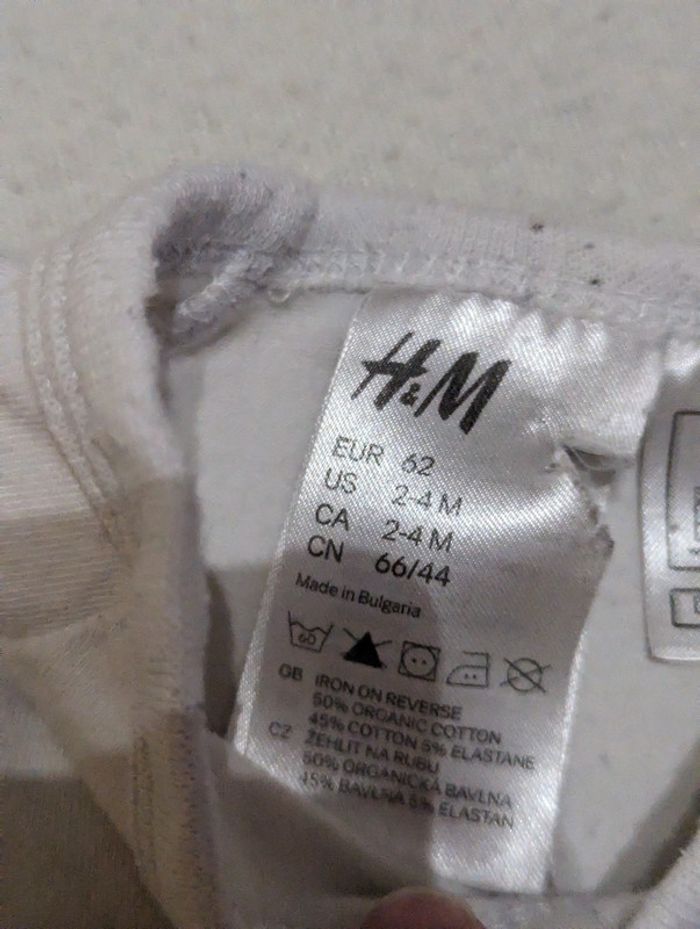 H&M
EUR 62
US 2-4 M
CA 2-4 M
CN 66/44
Made in Bulgaria
60
GB IRON ON REVERSE
50% ORGANIC COTTON
45% COTTON 5% ELASTANE
CZ ŽEHLIT NA RUBU
50% ORGANICKÁ BAVLNA
45% BAVLNA 5% ELASTAN